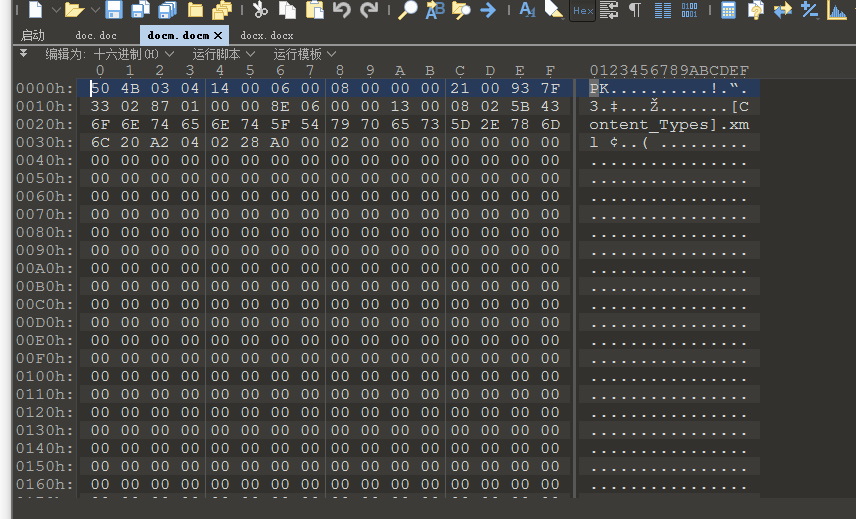 Hex
启动 doc.doc docm.docm docx.docx
编辑为: 十六进制(H) 运行脚本 运行模板
0 1 2 3 4 5 6 7 8 9 A B C D E F 0123456789ABCDEF
0000h: 50 4B 03 04 14 00 06 00 08 00 00 00 21 00 93 7F PK..........!.“.
0010h: 33 02 87 01 00 00 8E 06 00 00 13 00 08 02 5B 43 3.‡...Ž.......[C
0020h: 6F 6E 74 65 6E 74 5F 54 79 70 65 73 5D 2E 78 6D ontent_Types].xm
0030h: 6C 20 A2 04 02 28 A0 00 02 00 00 00 00 00 00 00 l ¢..( .........
0040h: 00 00 00 00 00 00 00 00 00 00 00 00 00 00 00 00 ................
0050h: 00 00 00 00 00 00 00 00 00 00 00 00 00 00 00 00 ................
0060h: 00 00 00 00 00 00 00 00 00 00 00 00 00 00 00 00 ................
0070h: 00 00 00 00 00 00 00 00 00 00 00 00 00 00 00 00 ................
0080h: 00 00 00 00 00 00 00 00 00 00 00 00 00 00 00 00 ................
0090h: 00 00 00 00 00 00 00 00 00 00 00 00 00 00 00 00 ................
00A0h: 00 00 00 00 00 00 00 00 00 00 00 00 00 00 00 00 ................
00B0h: 00 00 00 00 00 00 00 00 00 00 00 00 00 00 00 00 ................
00C0h: 00 00 00 00 00 00 00 00 00 00 00 00 00 00 00 00 ................
00D0h: 00 00 00 00 00 00 00 00 00 00 00 00 00 00 00 00 ................
00E0h: 00 00 00 00 00 00 00 00 00 00 00 00 00 00 00 00 ................
00F0h: 00 00 00 00 00 00 00 00 00 00 00 00 00 00 00 00 ................
0100h: 00 00 00 00 00 00 00 00 00 00 00 00 00 00 00 00 ................
0110h: 00 00 00 00 00 00 00 00 00 00 00 00 00 00 00 00 ................
0120h: 00 00 00 00 00 00 00 00 00 00 00 00 00 00 00 00 ................
0130h: 00 00 00 00 00 00 00 00 00 00 00 00 00 00 00 00 ................
0140h: 00 00 00 00 00 00 00 00 00 00 00 00 00 00 00 00 ................
0150h: 00 00 00 00 00 00 00 00 00 00 00 00 00 00 00 00 ................
0160h: 00 00 00 00 00 00 00 00 00 00 00 00 00 00 00 00 ................